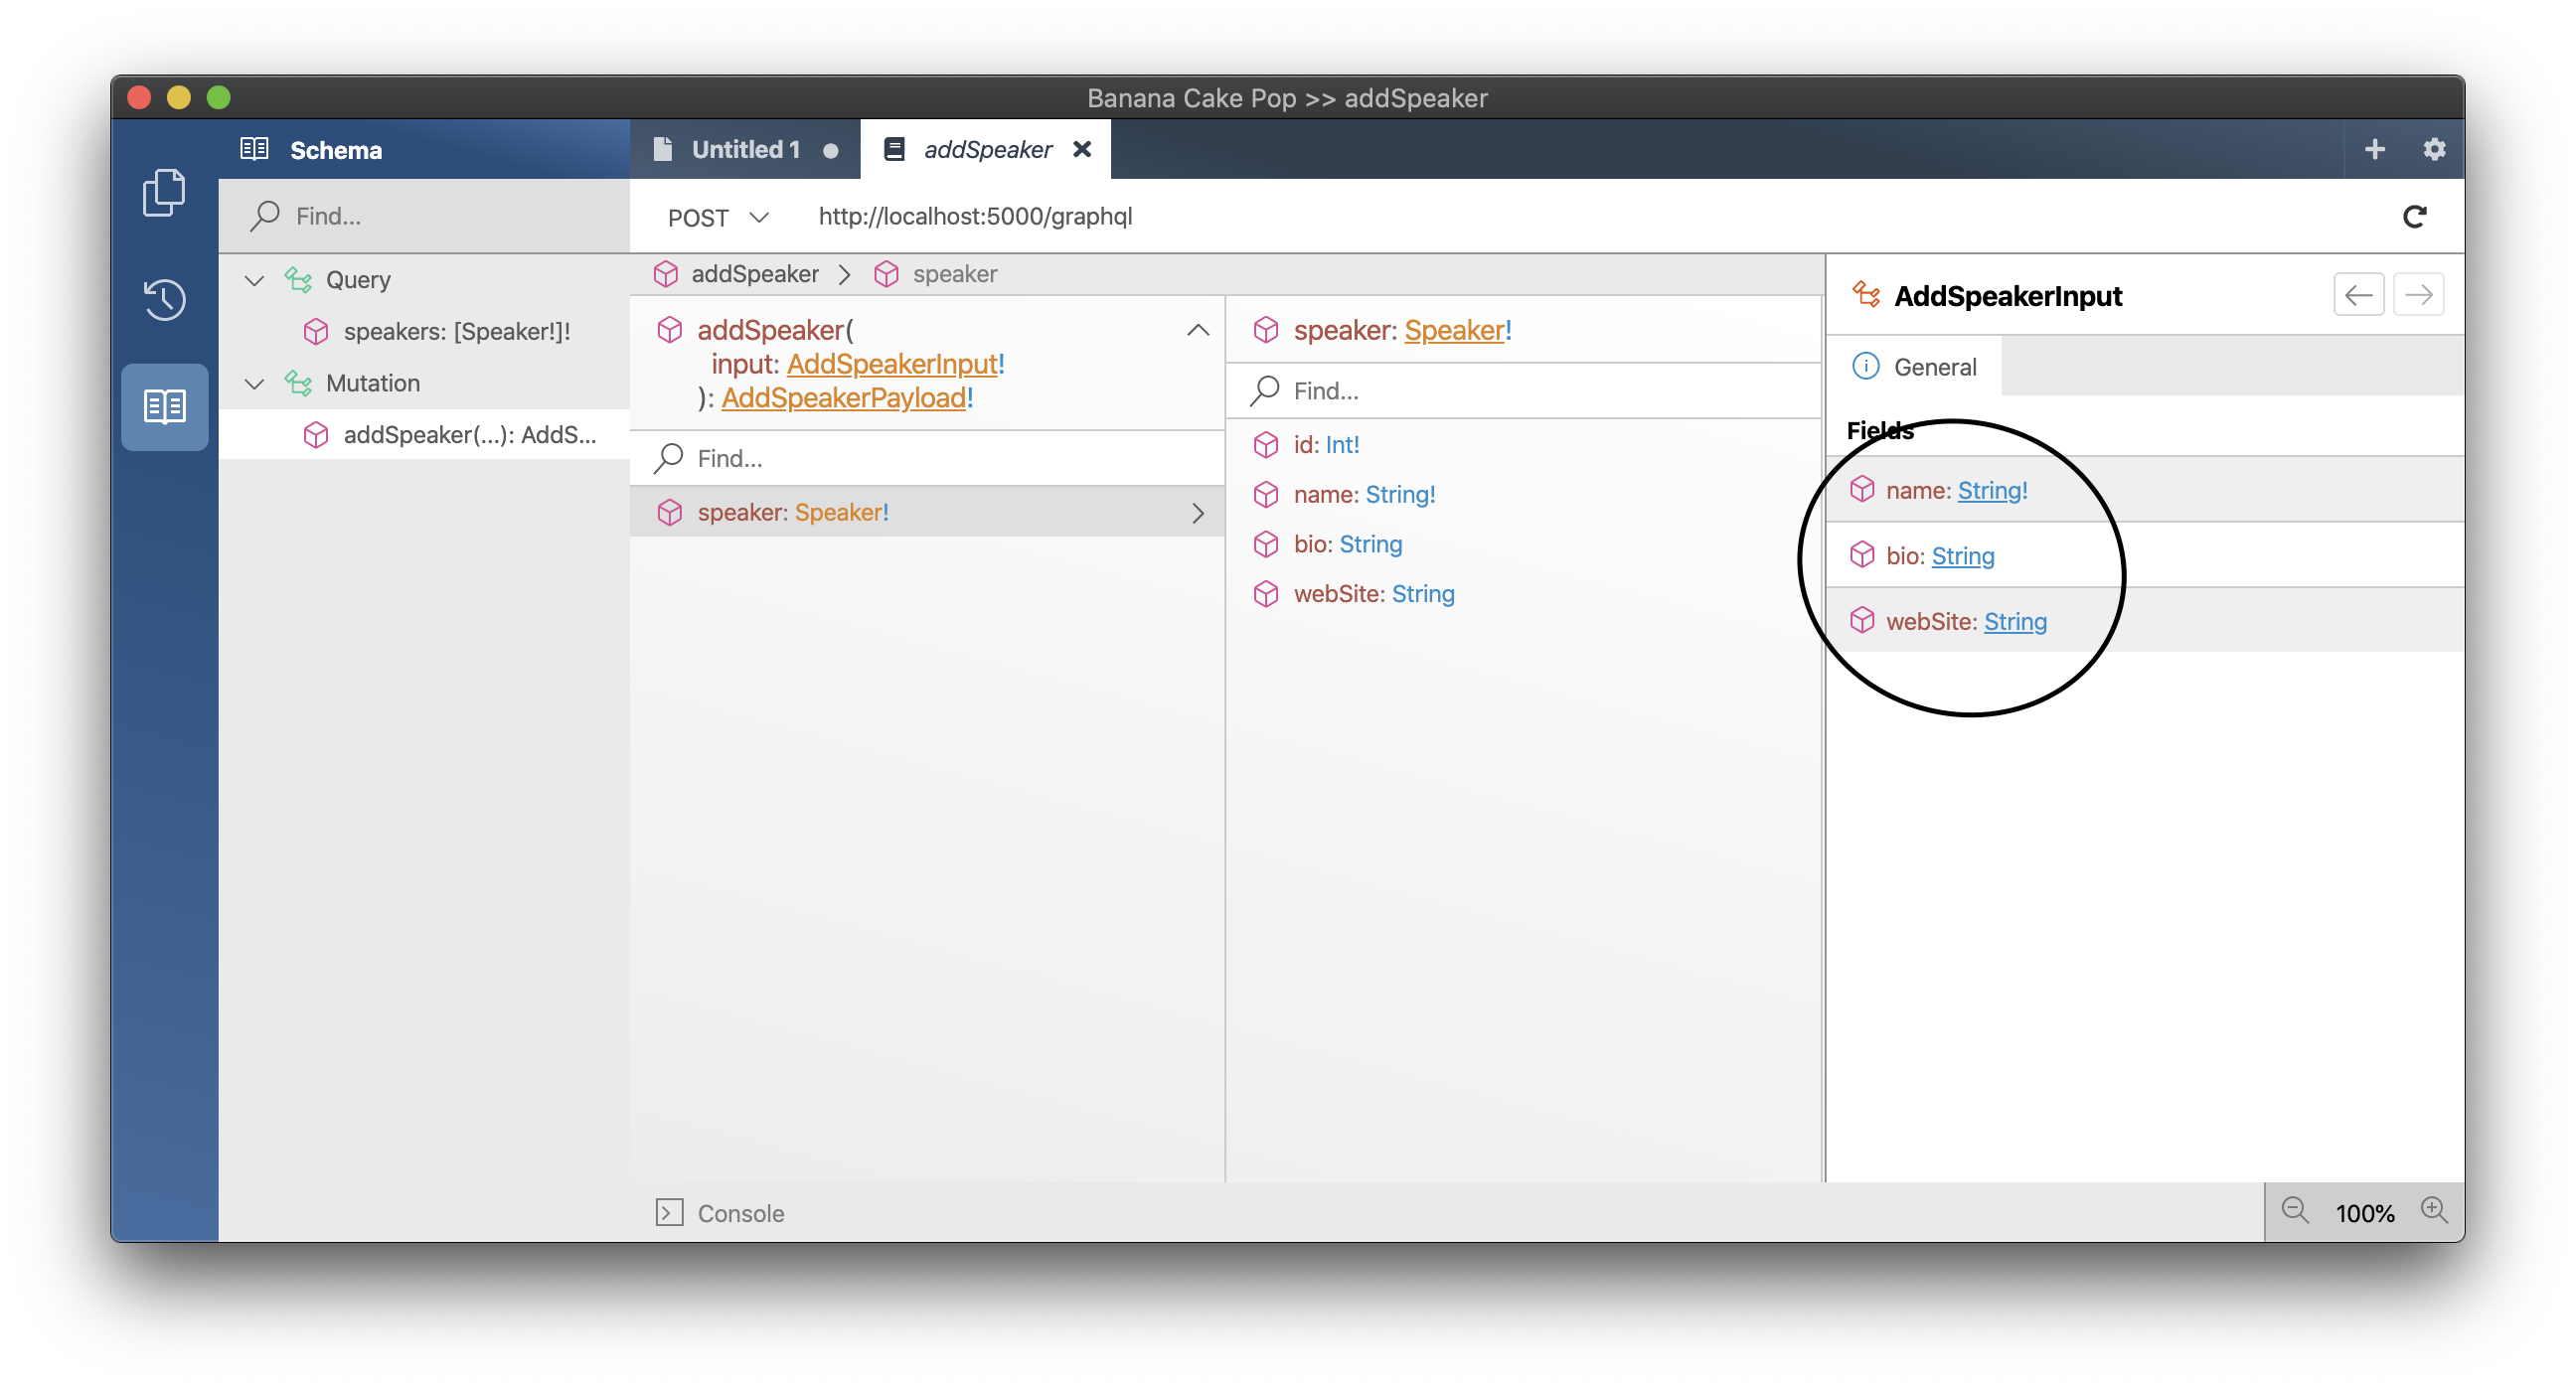 Banana Cake Pop >> addSpeaker
Schema
Untitled 1
addSpeaker
Find...
POST
http://localhost:5000/graphql
Query
speakers: [Speaker!]!
Mutation
addSpeaker(...): AddS...
addSpeaker
speaker
addSpeaker(
input: AddSpeakerInput!
): AddSpeakerPayload!
Find...
speaker: Speaker!
speaker: Speaker!
Find...
id: Int!
name: String!
bio: String
webSite: String
AddSpeakerInput
General
Fields
name: String!
bio: String
webSite: String
Console
100%